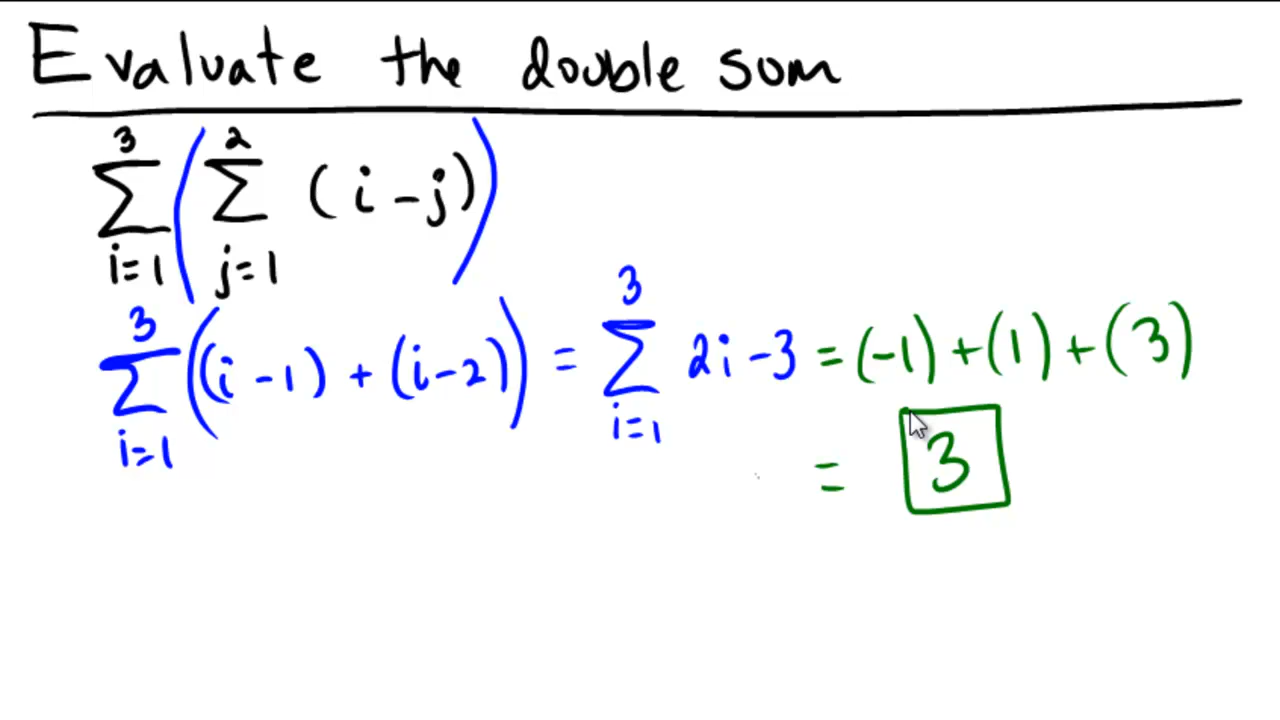 Evaluate the double sum
∑_{i=1}^{3} ( ∑_{j=1}^{2} (i-j) )
∑_{i=1}^{3} ((i-1) + (i-2)) = ∑_{i=1}^{3} 2i-3 = (-1) + (1) + (3)
= 3